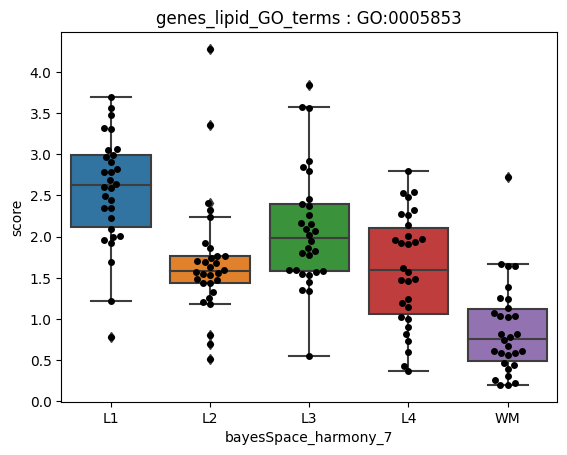 genes_lipid_GO_terms : GO:0005853
4.0
3.5
3.0
2.5
2.0
1.5
1.0
0.5
0.0
score
L1 L2 L3 L4 WM
bayesSpace_harmony_7